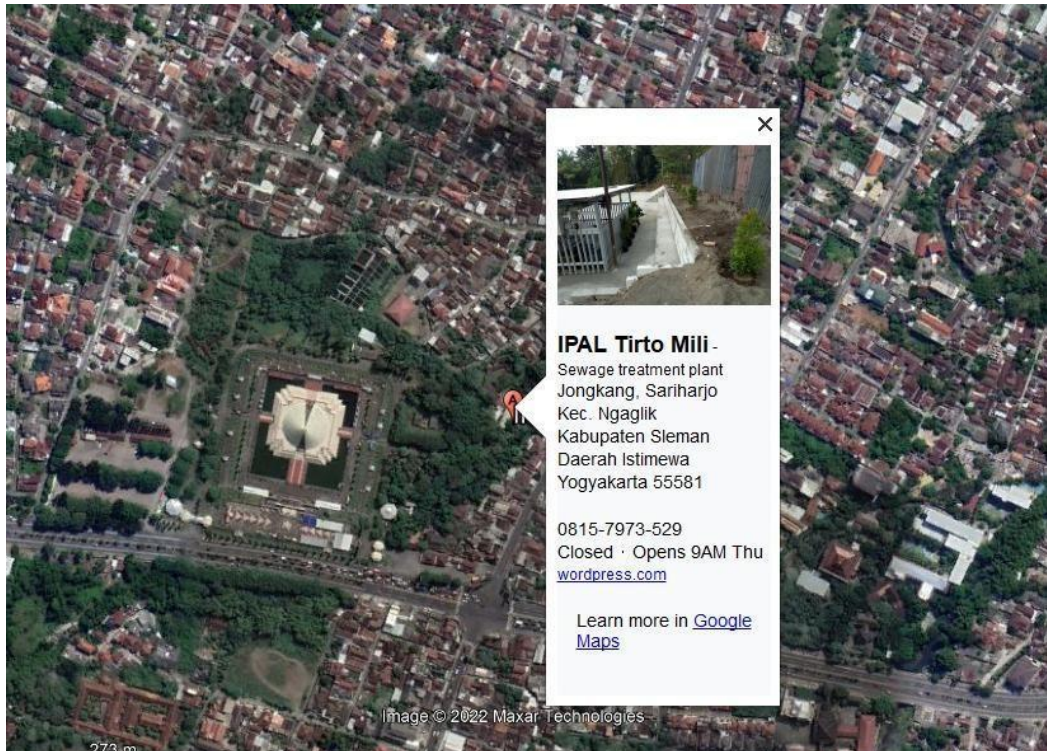 IPAL Tirto Mili -
Sewage treatment plant
Jongkang, Sariharjo
Kec. Ngaglik
Kabupaten Sleman
Daerah Istimewa
Yogyakarta 55581
0815-7973-529
Closed · Opens 9AM Thu
wordpress.com
Learn more in Google
Maps
A
Image © 2022 Maxar Technologies
273 m